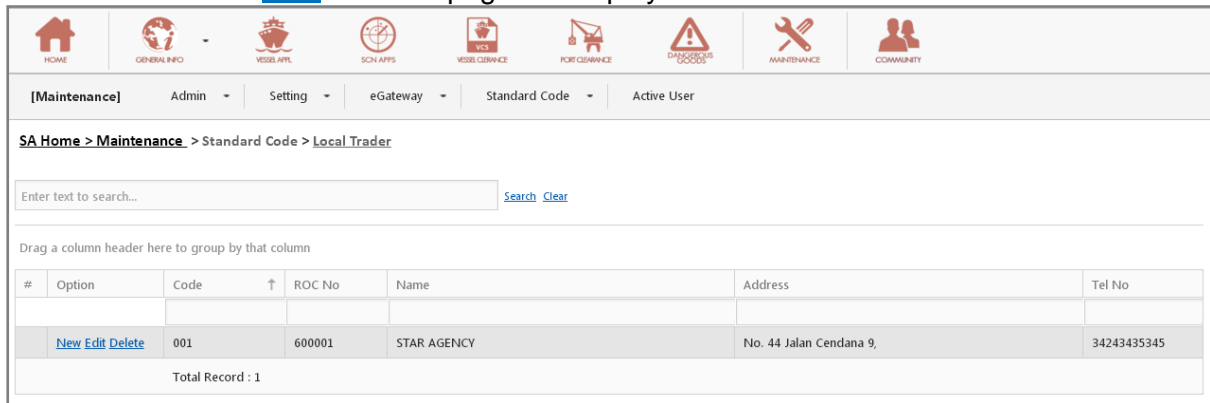 HOME GENERAL INFO VESSEL APPL. SCN APPS VCS VESSEL CLERANCE PORT CLEARANCE DANGEROUS GOODS MAINTENANCE COMMUNITY
[Maintenance] Admin Setting eGateway Standard Code Active User
SA Home > Maintenance > Standard Code > Local Trader
Enter text to search... Search Clear
Drag a column header here to group by that column
# Option Code ↑ ROC No Name Address Tel No
New Edit Delete 001 600001 STAR AGENCY No. 44 Jalan Cendana 9, 34243435345
Total Record : 1